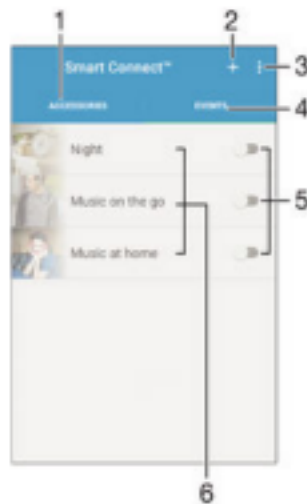 1
2
Smart Connect™ + 3
ACCESSORIES EVENTS 4
Night
Music on the go 5
Music at home
6